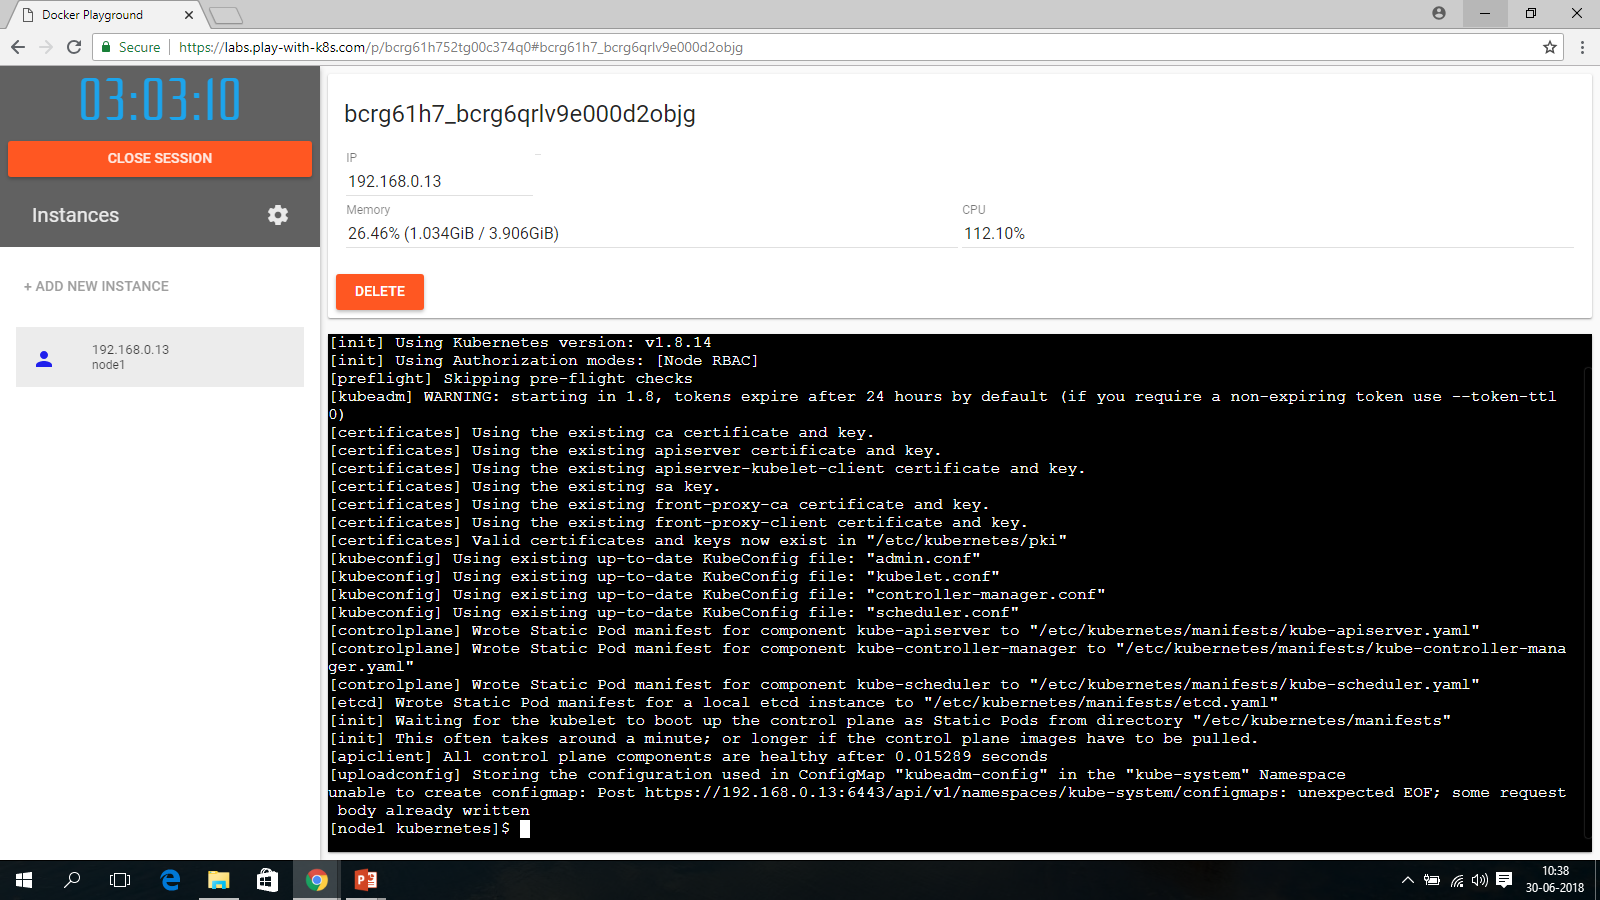 Docker Playground
Secure
https://labs.play-with-k8s.com/p/bcrg61h752tg00c374q0#bcrg61h7_bcrg6qrlv9e000d2objg
03:03:10
CLOSE SESSION
Instances
+ ADD NEW INSTANCE
192.168.0.13
node1
bcrg61h7_bcrg6qrlv9e000d2objg
IP
192.168.0.13
Memory
26.46% (1.034GiB / 3.906GiB)
CPU
112.10%
DELETE
[init] Using Kubernetes version: v1.8.14
[init] Using Authorization modes: [Node RBAC]
[preflight] Skipping pre-flight checks
[kubeadm] WARNING: starting in 1.8, tokens expire after 24 hours by default (if you require a non-expiring token use --token-ttl
0)
[certificates] Using the existing ca certificate and key.
[certificates] Using the existing apiserver certificate and key.
[certificates] Using the existing apiserver-kubelet-client certificate and key.
[certificates] Using the existing sa key.
[certificates] Using the existing front-proxy-ca certificate and key.
[certificates] Using the existing front-proxy-client certificate and key.
[certificates] Valid certificates and keys now exist in "/etc/kubernetes/pki"
[kubeconfig] Using existing up-to-date KubeConfig file: "admin.conf"
[kubeconfig] Using existing up-to-date KubeConfig file: "kubelet.conf"
[kubeconfig] Using existing up-to-date KubeConfig file: "controller-manager.conf"
[kubeconfig] Using existing up-to-date KubeConfig file: "scheduler.conf"
[controlplane] Wrote Static Pod manifest for component kube-apiserver to "/etc/kubernetes/manifests/kube-apiserver.yaml"
[controlplane] Wrote Static Pod manifest for component kube-controller-manager to "/etc/kubernetes/manifests/kube-controller-mana
ger.yaml"
[controlplane] Wrote Static Pod manifest for component kube-scheduler to "/etc/kubernetes/manifests/kube-scheduler.yaml"
[etcd] Wrote Static Pod manifest for a local etcd instance to "/etc/kubernetes/manifests/etcd.yaml"
[init] Waiting for the kubelet to boot up the control plane as Static Pods from directory "/etc/kubernetes/manifests"
[init] This often takes around a minute; or longer if the control plane images have to be pulled.
[apiclient] All control plane components are healthy after 0.015289 seconds
[uploadconfig] Storing the configuration used in ConfigMap "kubeadm-config" in the "kube-system" Namespace
unable to create configmap: Post https://192.168.0.13:6443/api/v1/namespaces/kube-system/configmaps: unexpected EOF; some request
body already written
[node1 kubernetes]$
10:38
30-06-2018